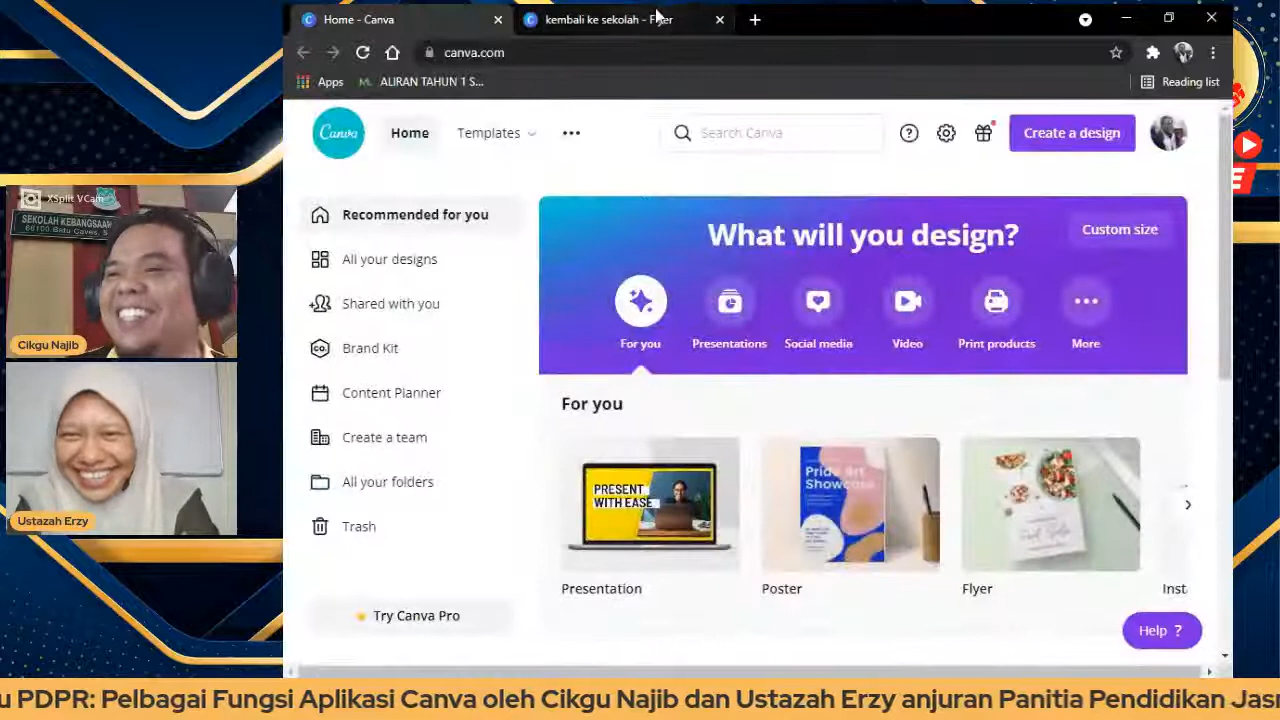 Home - Canva
kembali ke sekolah - Flyer
canva.com
Apps
ALIRAN TAHUN 1 S...
Reading list
Canva
Home
Templates
Search Canva
Create a design
Recommended for you
All your designs
Shared with you
Brand Kit
Content Planner
Create a team
All your folders
Trash
Try Canva Pro
What will you design?
Custom size
For you
Presentations
Social media
Video
Print products
More
For you
PRESENT
WITH EASE
Pride Art
Showcase
Presentation
Poster
Flyer
Inst
Help ?
XSplit VCam
SEKOLAH KEBANGSAAN
68100 Batu Caves, S
Cikgu Najib
Ustazah Erzy
u PDPR: Pelbagai Fungsi Aplikasi Canva oleh Cikgu Najib dan Ustazah Erzy anjuran Panitia Pendidikan Jasm